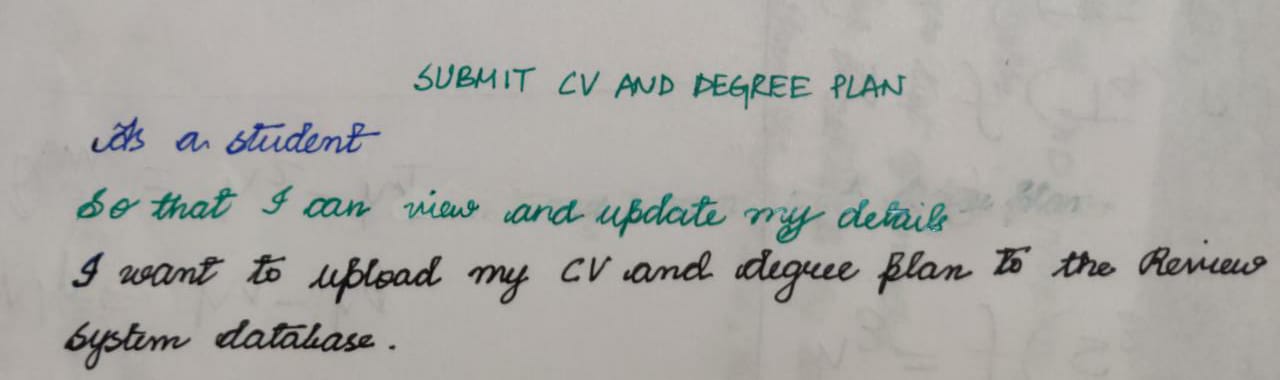 SUBMIT CV AND DEGREE PLAN
As a student
So that I can view and update my details
I want to upload my CV and degree plan to the Review
system database.